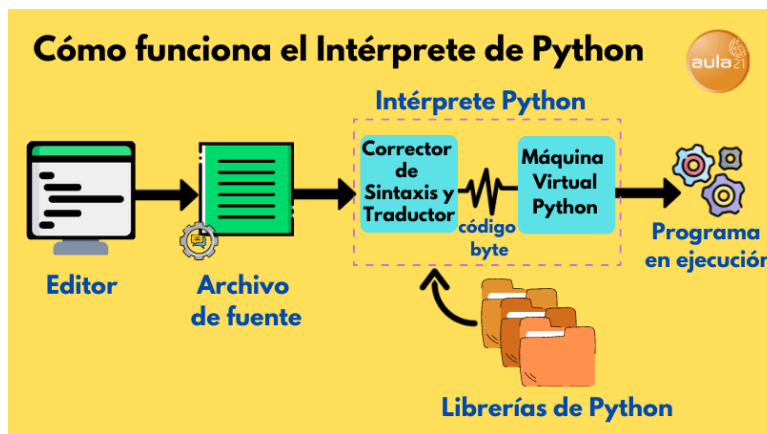 Cómo funciona el Intérprete de Python
aula21
Intérprete Python
Corrector
de
Sintaxis y
Traductor
código
byte
Máquina
Virtual
Python
Editor
Archivo
de fuente
Programa
en ejecución
Librerías de Python